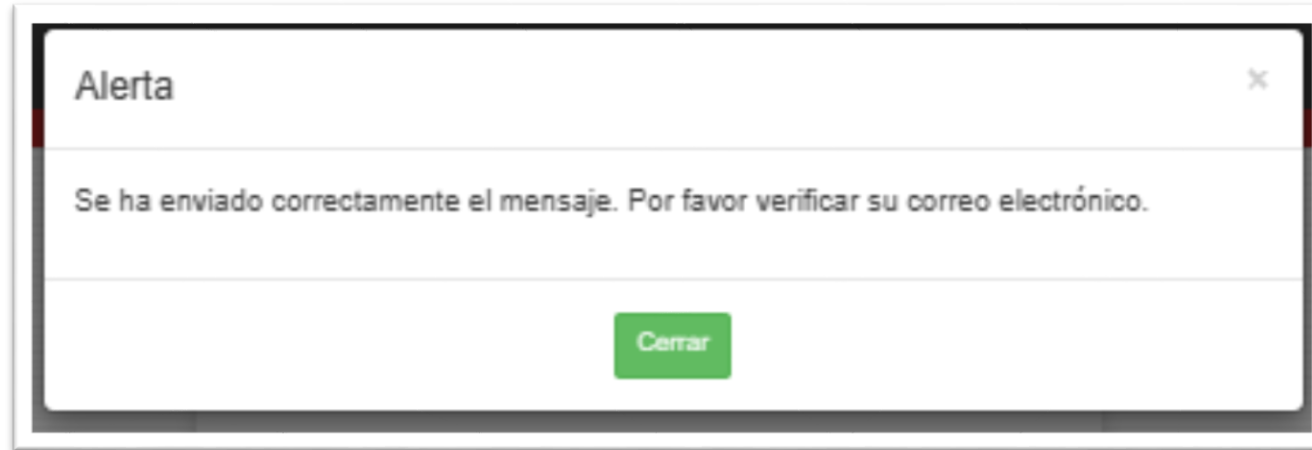 Alerta
Se ha enviado correctamente el mensaje. Por favor verificar su correo electrónico.
Cerrar